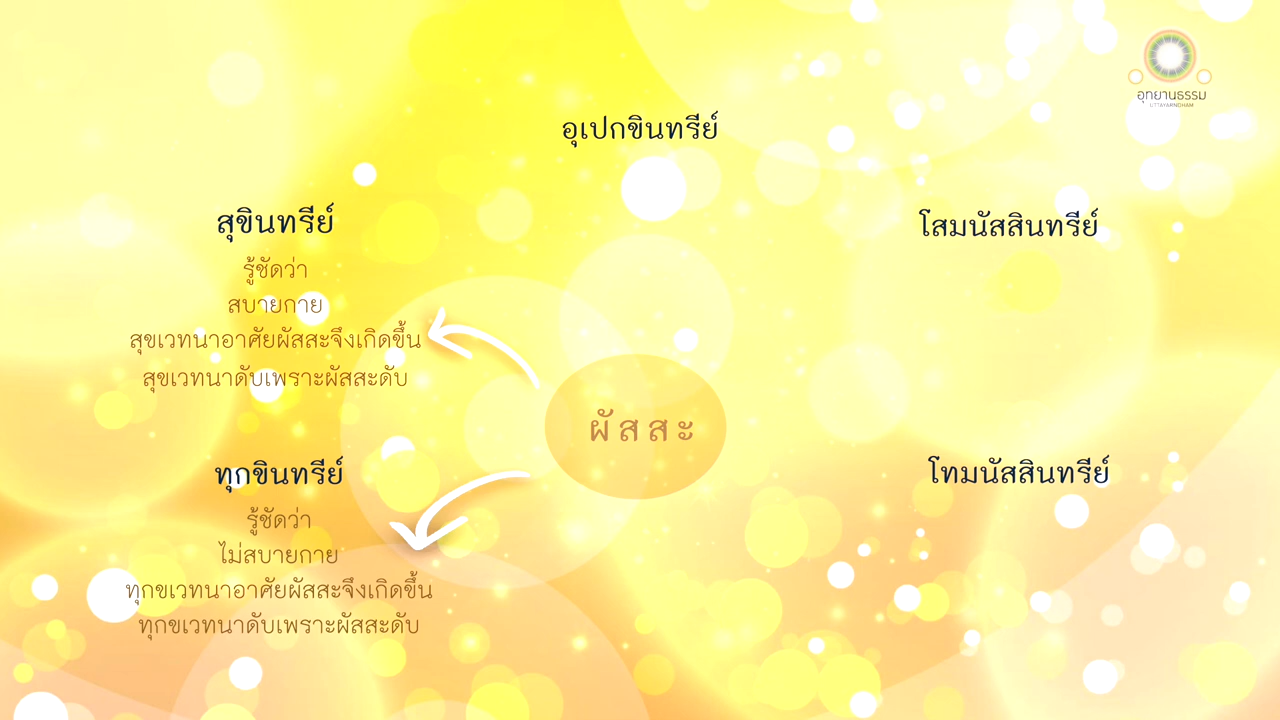 อุทยานธรรม
UTTAYARNDHAM
อุเปกขินทรีย์
สุขินทรีย์
รู้ชัดว่า
สบายกาย
สุขเวทนาอาศัยผัสสะจึงเกิดขึ้น
สุขเวทนาดับเพราะผัสสะดับ
โสมนัสสินทรีย์
ผัสสะ
ทุกขินทรีย์
รู้ชัดว่า
ไม่สบายกาย
ทุกขเวทนาอาศัยผัสสะจึงเกิดขึ้น
ทุกขเวทนาดับเพราะผัสสะดับ
โทมนัสสินทรีย์